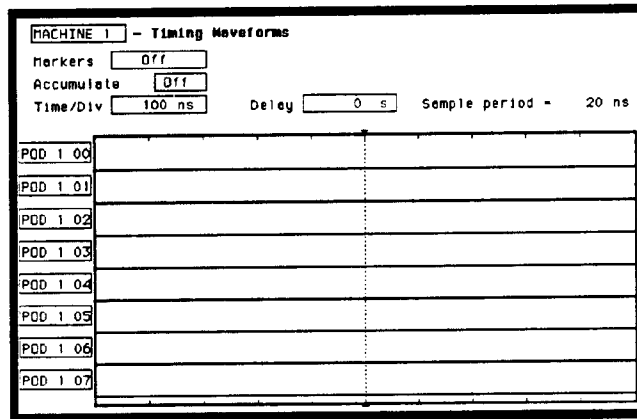 MACHINE 1 - Timing Waveforms
Markers Off
Accumulate Off
Time/Div 100 ns Delay 0 s Sample period = 20 ns
POD 1 00
POD 1 01
POD 1 02
POD 1 03
POD 1 04
POD 1 05
POD 1 06
POD 1 07